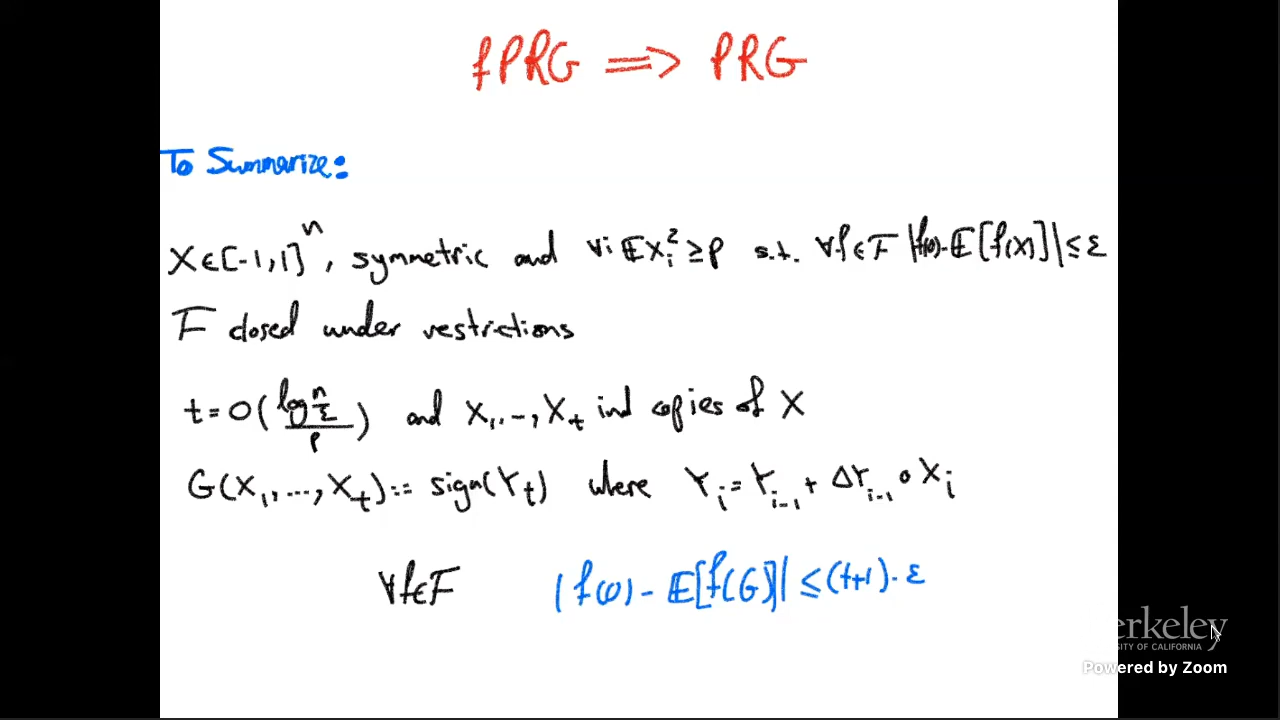 fPRG ⟹ PRG
To Summarize:
X∈[-1,1]^n, symmetric and ∀i 𝔼X_i^2 ≥ p s.t. ∀f∈F |f(0)-𝔼[f(X)]| ≤ ε
F closed under restrictions
t = O(log n/ε / p) and X_1,..,X_t ind copies of X
G(X_1,...,X_t) := sign(Y_t) where Y_i = Y_{i-1} + ΔY_{i-1} ∘ X_i
∀f∈F |f(0) - 𝔼[f(G)]| ≤ (t+1)·ε
Powered by Zoom